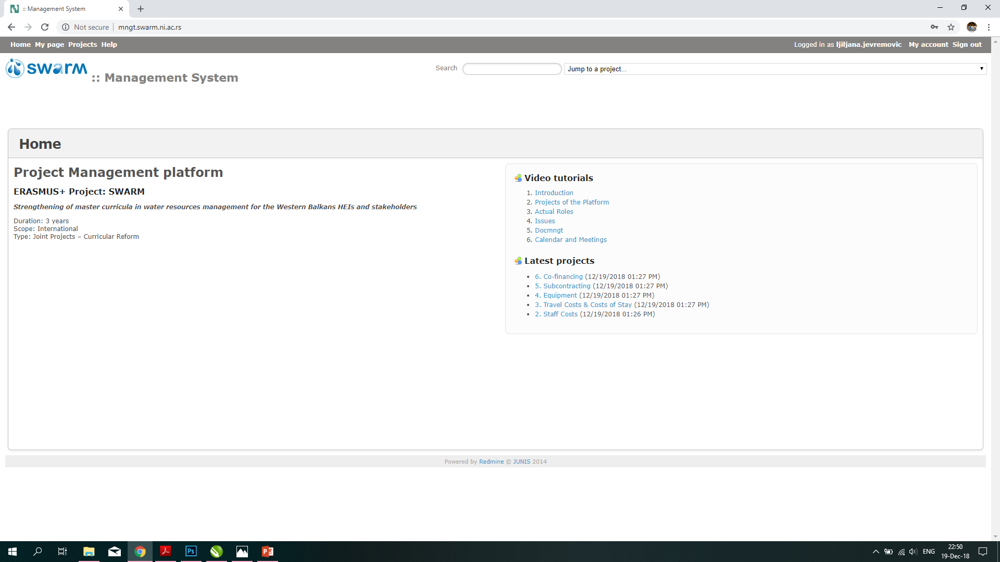 :: Management System
Not secure
mngt.swarm.ni.ac.rs
Home My page Projects Help
Logged in as ljiljana.jevremovic My account Sign out
swarm
:: Management System
Search
Jump to a project...
Home
Project Management platform
ERASMUS+ Project: SWARM
Strengthening of master curricula in water resources management for the Western Balkans HEIs and stakeholders
Duration: 3 years
Scope: International
Type: Joint Projects – Curricular Reform
Video tutorials
1. Introduction
2. Projects of the Platform
3. Actual Roles
4. Issues
5. Docmngt
6. Calendar and Meetings
Latest projects
6. Co-financing (12/19/2018 01:27 PM)
5. Subcontracting (12/19/2018 01:27 PM)
4. Equipment (12/19/2018 01:27 PM)
3. Travel Costs & Costs of Stay (12/19/2018 01:27 PM)
2. Staff Costs (12/19/2018 01:26 PM)
Powered by Redmine © JUNIS 2014
Ps
ENG
22:50
19-Dec-18